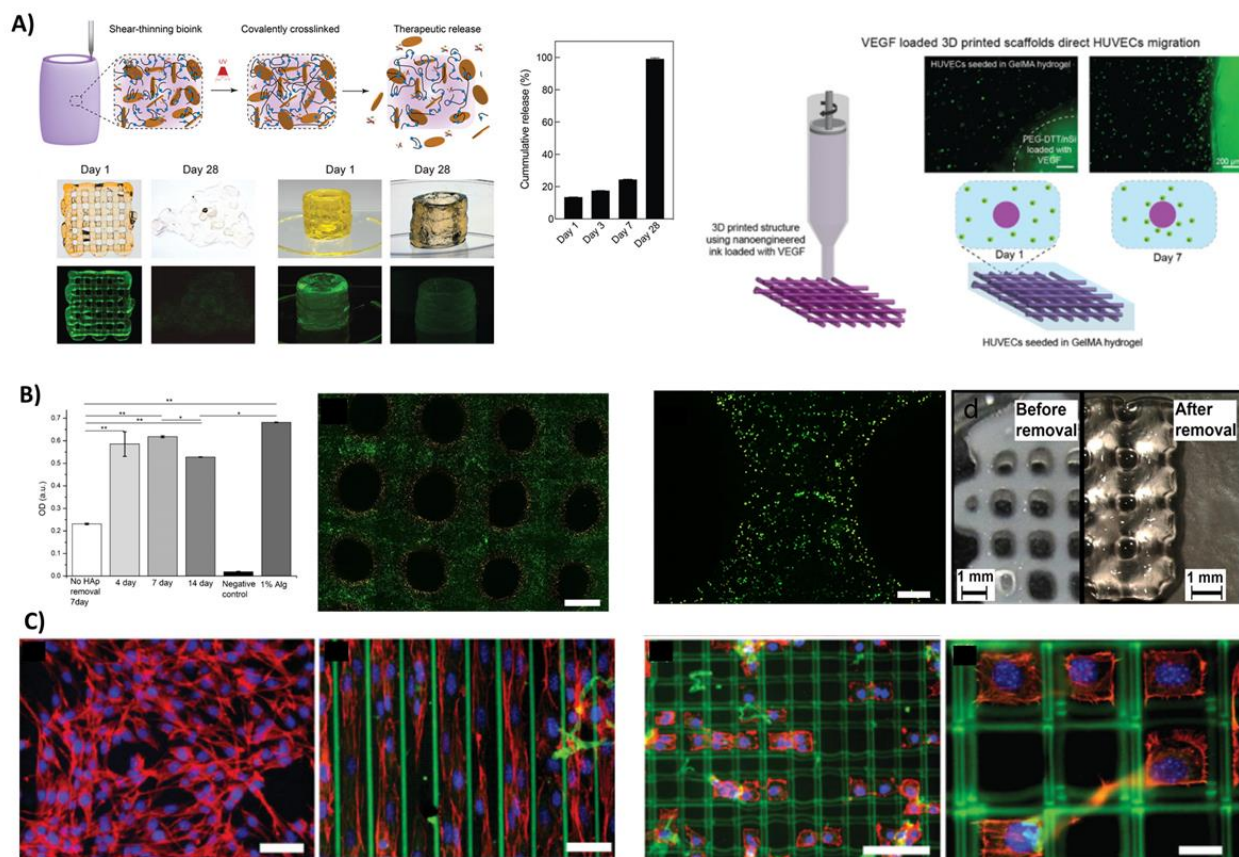 A)
Shear-thinning bioink
Covalently crosslinked
Therapeutic release
UV
Day 1
Day 28
Day 1
Day 28
Cummulative release (%)
100
80
60
40
20
0
Day 1
Day 3
Day 7
Day 28
3D printed structure
using nanoengineered
ink loaded with VEGF
VEGF loaded 3D printed scaffolds direct HUVECs migration
HUVECs seeded in GelMA hydrogel
PEG-DTT/nSi
loaded with
VEGF
200 μm
Day 1
Day 7
HUVECs seeded in GelMA hydrogel
B)
OD (a.u.)
0.7
0.6
0.5
0.4
0.3
0.2
0.1
0.0
**
**
**
**
*
*
No HAp
removal
7day
4 day
7 day
14 day
Negative
control
1% Alg
d
Before
removal
After
removal
1 mm
1 mm
C)